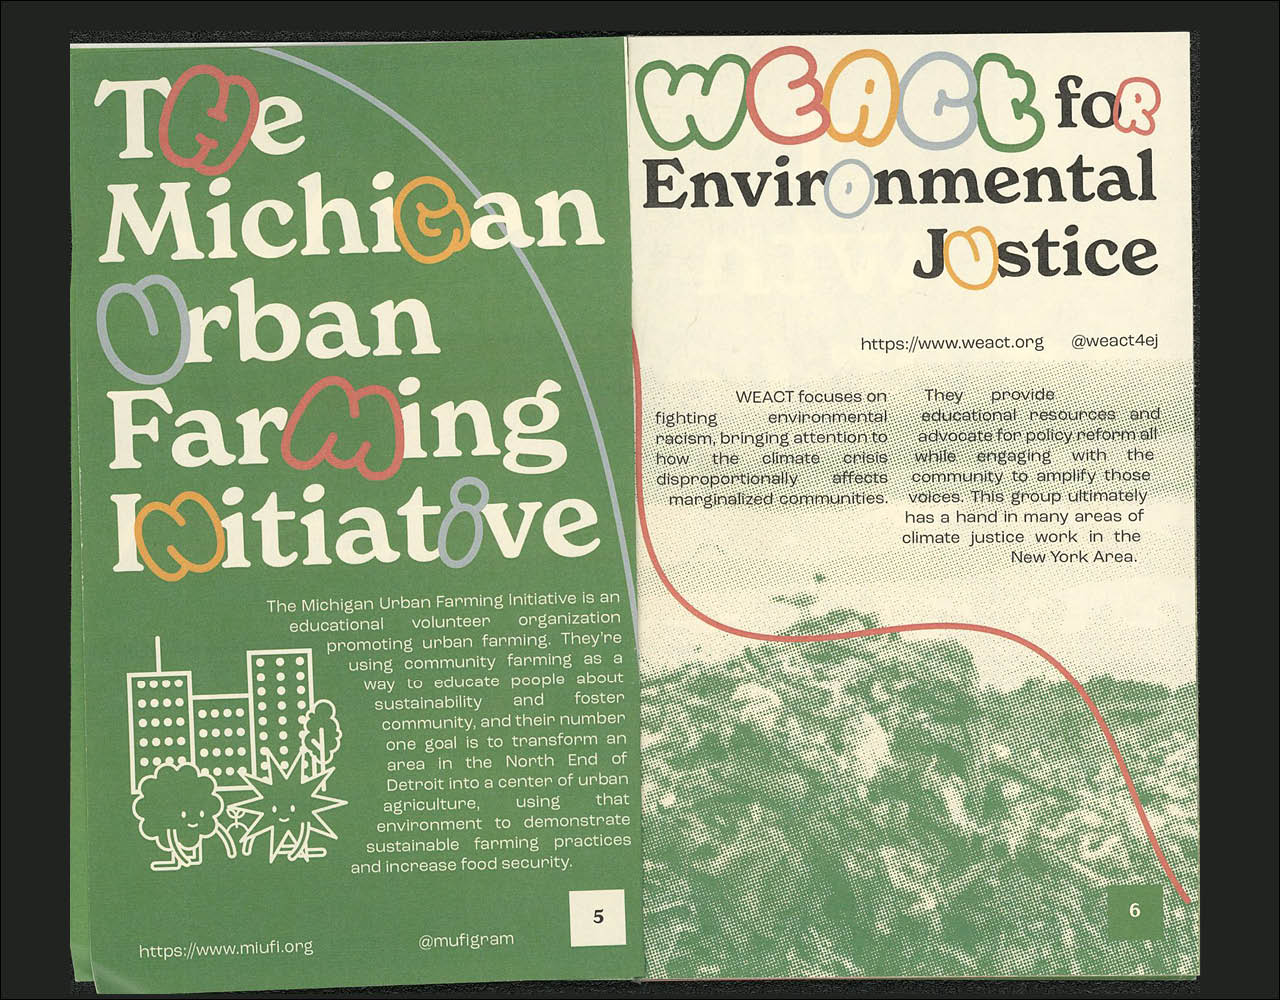 The
Michigan
Urban
Farming
Initiative
The Michigan Urban Farming Initiative is an
educational volunteer organization
promoting urban farming. They're
using community farming as a
way to educate people about
sustainability and foster
community, and their number
one goal is to transform an
area in the North End of
Detroit into a center of urban
agriculture, using that
environment to demonstrate
sustainable farming practices
and increase food security.
5
https://www.miufi.org @mufigram
WEACT foR
Environmental
Justice
https://www.weact.org @weact4ej
WEACT focuses on
fighting environmental
racism, bringing attention to
how the climate crisis
disproportionally affects
marginalized communities.
They provide
educational resources and
advocate for policy reform all
while engaging with the
community to amplify those
voices. This group ultimately
has a hand in many areas of
climate justice work in the
New York Area.
6